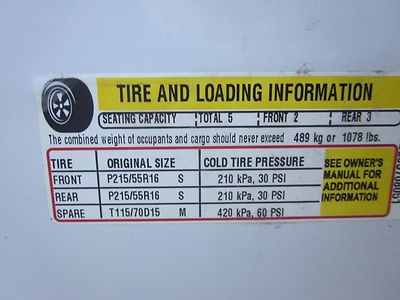 TIRE AND LOADING INFORMATION
SEATING CAPACITY TOTAL 5 FRONT 2 REAR 3
The combined weight of occupants and cargo should never exceed 489 kg or 1078 lbs.
TIRE ORIGINAL SIZE COLD TIRE PRESSURE
FRONT P215/55R16 S 210 kPa, 30 PSI
REAR P215/55R16 S 210 kPa, 30 PSI
SPARE T115/70D15 M 420 kPa, 60 PSI
SEE OWNER'S
MANUAL FOR
ADDITIONAL
INFORMATION